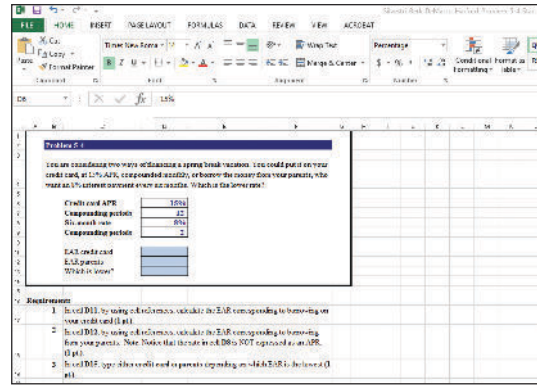 FILE HOME INSERT PAGE LAYOUT FORMULAS DATA REVIEW VIEW ACROBAT
Cut Times New Roma 12 Wrap Text Percentage
Copy
Paste Format Painter B I U Merge & Center $ % Conditional Format as
Formatting Table
Clipboard Font Alignment Number
D6 fx 15%
Problem 5-4
You are considering two ways of financing a spring break vacation. You could put it on your
credit card, at 15% APR, compounded monthly, or borrow the money from your parents, who
want an 8% interest payment every six months. Which is the lower rate?
Credit card APR 15%
Compounding periods 12
Six-month rate 8%
Compounding periods 2
EAR credit card
EAR parents
Which is lower?
Requirements
1 In cell D11, by using cell references, calculate the EAR corresponding to borrowing on
your credit card (1 pt.).
2 In cell D12, by using cell references, calculate the EAR corresponding to borrowing
from your parents. Note: Notice that the rate in cell D8 is NOT expressed as an APR.
(1 pt.).
3 In cell D13, type either credit card or parents depending on which EAR is the lowest (1
pt.).